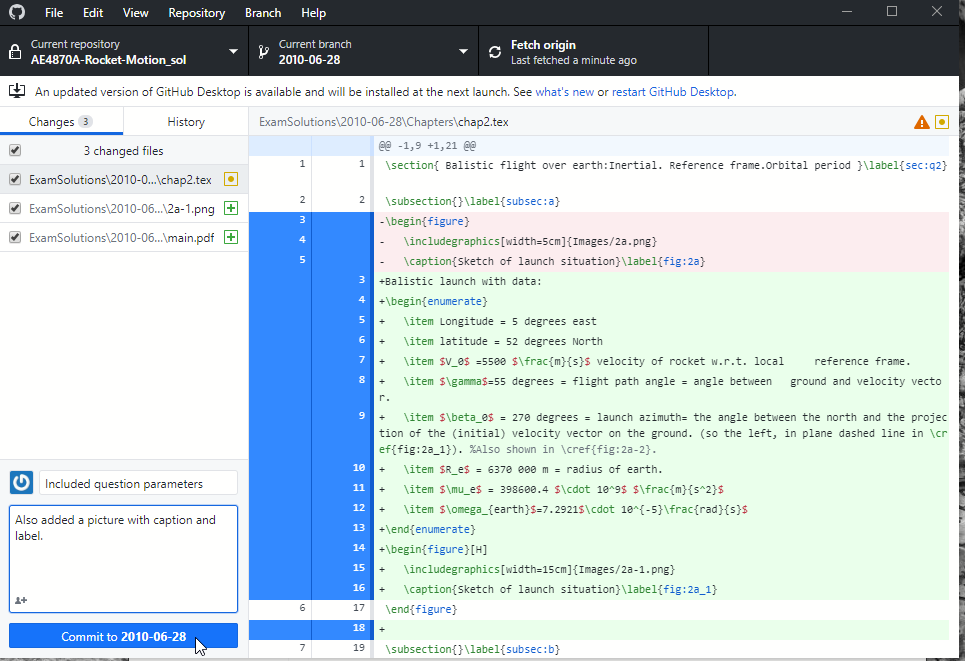 File Edit View Repository Branch Help
Current repository
AE4870A-Rocket-Motion_sol
Current branch
2010-06-28
Fetch origin
Last fetched a minute ago
An updated version of GitHub Desktop is available and will be installed at the next launch. See what's new or restart GitHub Desktop.
Changes 3 History
ExamSolutions\2010-06-28\Chapters\chap2.tex
3 changed files
ExamSolutions\2010-0...\chap2.tex
ExamSolutions\2010-06...\2a-1.png
ExamSolutions\2010-06...\main.pdf
Included question parameters
Also added a picture with caption and
label.
Commit to 2010-06-28
@@ -1,9 +1,21 @@
1 1 \section{ Balistic flight over earth:Inertial. Reference frame.Orbital period }\label{sec:q2}
2 2 \subsection{}\label{subsec:a}
3 -\begin{figure}
4 - \includegraphics[width=5cm]{Images/2a.png}
5 - \caption{Sketch of launch situation}\label{fig:2a}
3 +Balistic launch with data:
4 +\begin{enumerate}
5 + \item Longitude = 5 degrees east
6 + \item latitude = 52 degrees North
7 + \item $V_0$ =5500 $\frac{m}{s}$ velocity of rocket w.r.t. local reference frame.
8 + \item $\gamma$=55 degrees = flight path angle = angle between ground and velocity vecto
r.
9 + \item $\beta_0$ = 270 degrees = launch azimuth= the angle between the north and the projec
tion of the (initial) velocity vector on the ground. (so the left, in plane dashed line in \cr
ef{fig:2a_1}). %Also shown in \cref{fig:2a-2}.
10 + \item $R_e$ = 6370 000 m = radius of earth.
11 + \item $\mu_e$ = 398600.4 $\cdot 10^9$ $\frac{m}{s^2}$
12 + \item $\omega_{earth}$=7.2921$\cdot 10^{-5}\frac{rad}{s}$
13 +\end{enumerate}
14 +\begin{figure}[H]
15 + \includegraphics[width=15cm]{Images/2a-1.png}
16 + \caption{Sketch of launch situation}\label{fig:2a_1}
6 17 \end{figure}
18 +
7 19 \subsection{}\label{subsec:b}